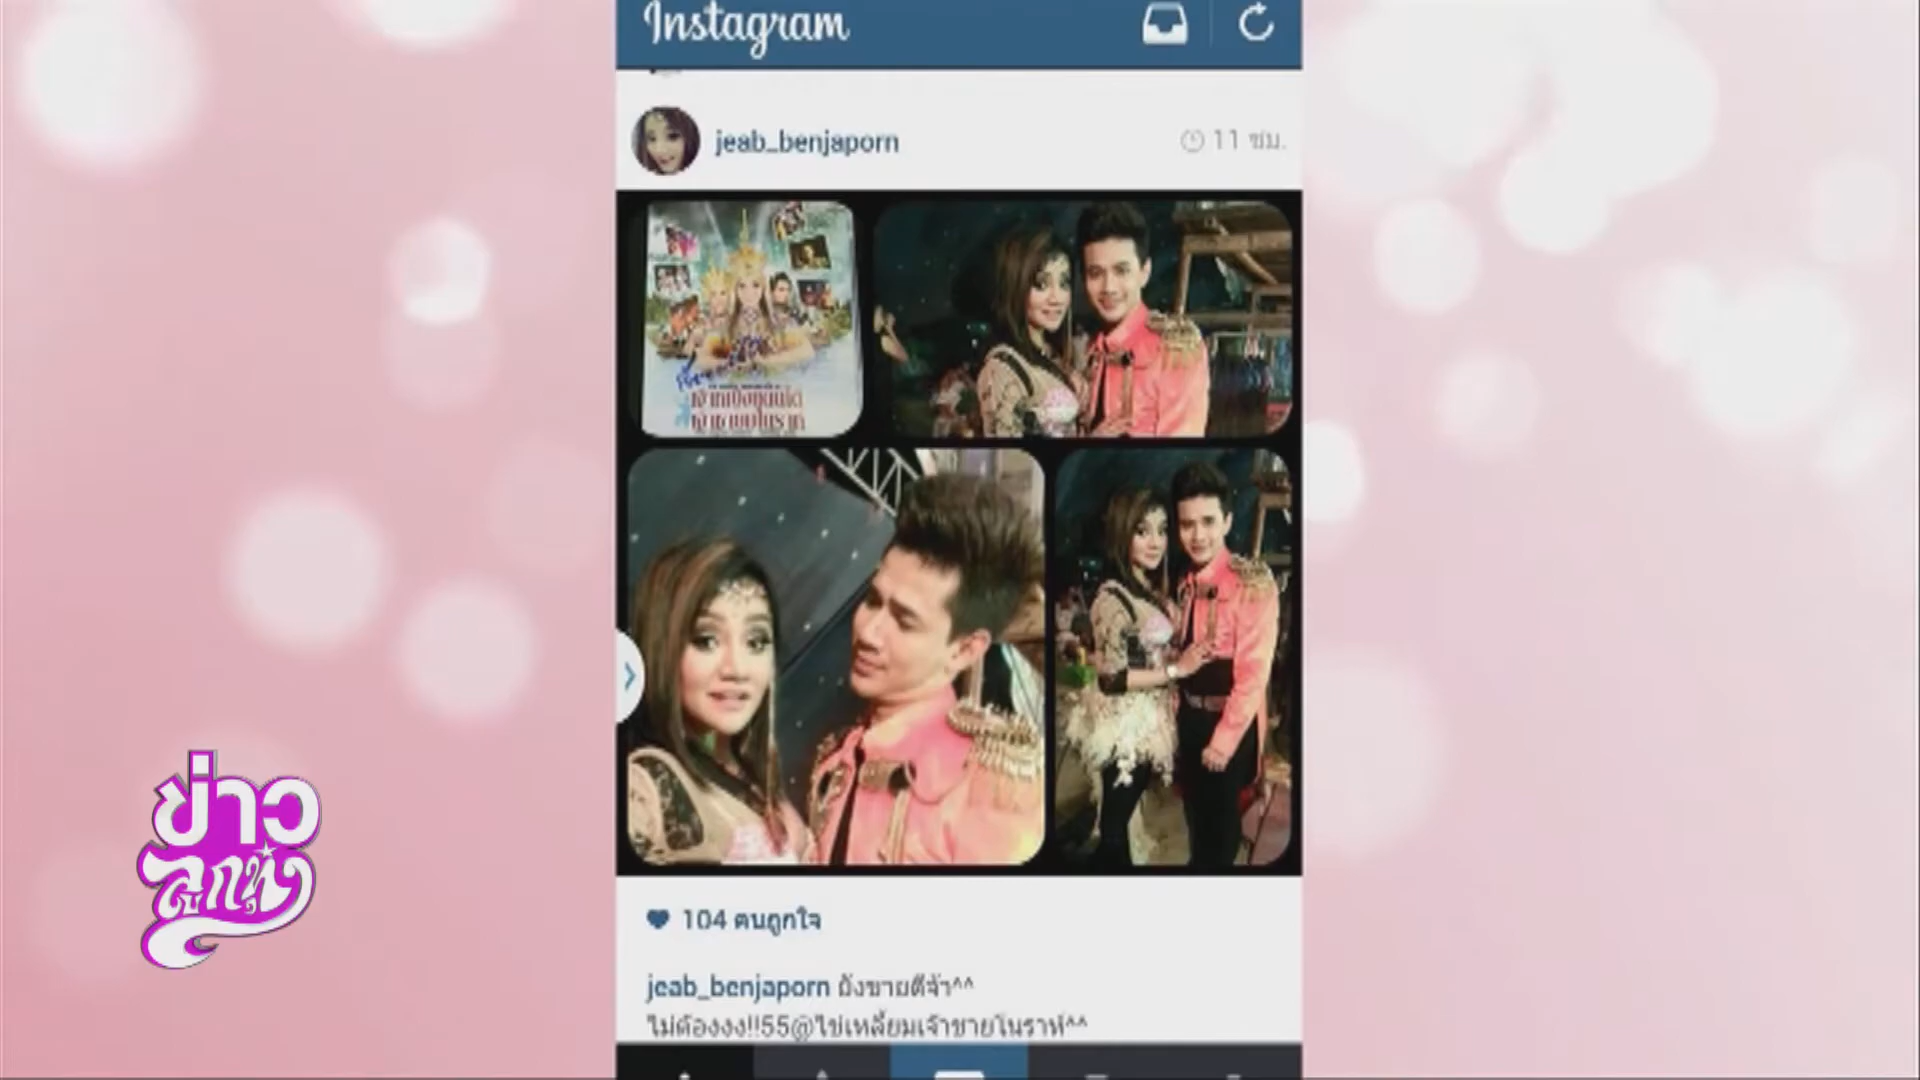 Instagram
jeab_benjaporn
11 ชม.
104 คนถูกใจ
jeab_benjaporn ยังขายดีจ้า^^
ไม่ต้องงง!!55@ไข่เหลี้ยมเจ้าชายโนราห์^^
ข่าว
ลูกทุ่ง